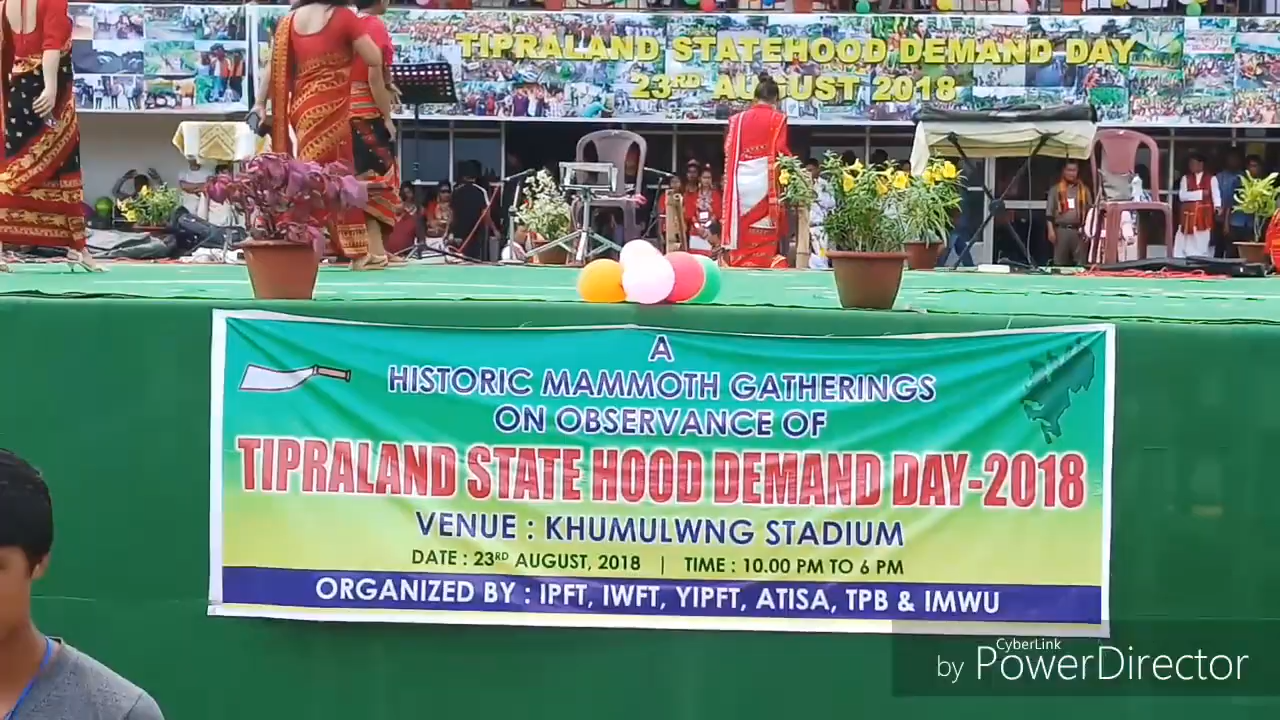 TIPRALAND STATEHOOD DEMAND DAY
23RD AUGUST 2018
A
HISTORIC MAMMOTH GATHERINGS
ON OBSERVANCE OF
TIPRALAND STATE HOOD DEMAND DAY-2018
VENUE : KHUMULWNG STADIUM
DATE : 23RD AUGUST, 2018 | TIME : 10.00 PM TO 6 PM
ORGANIZED BY : IPFT, IWFT, YIPFT, ATISA, TPB & IMWU
CyberLink
by PowerDirector